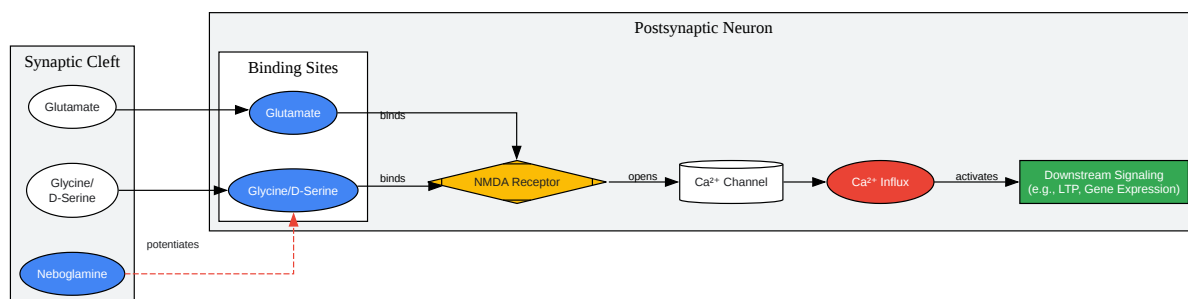 Postsynaptic Neuron
Synaptic Cleft
Binding Sites
Glutamate
Glutamate
binds
Glycine/
D-Serine
Glycine/D-Serine
binds
NMDA Receptor
opens
Ca²⁺ Channel
Ca²⁺ Influx
activates
Downstream Signaling
(e.g., LTP, Gene Expression)
potentiates
Neboglamine